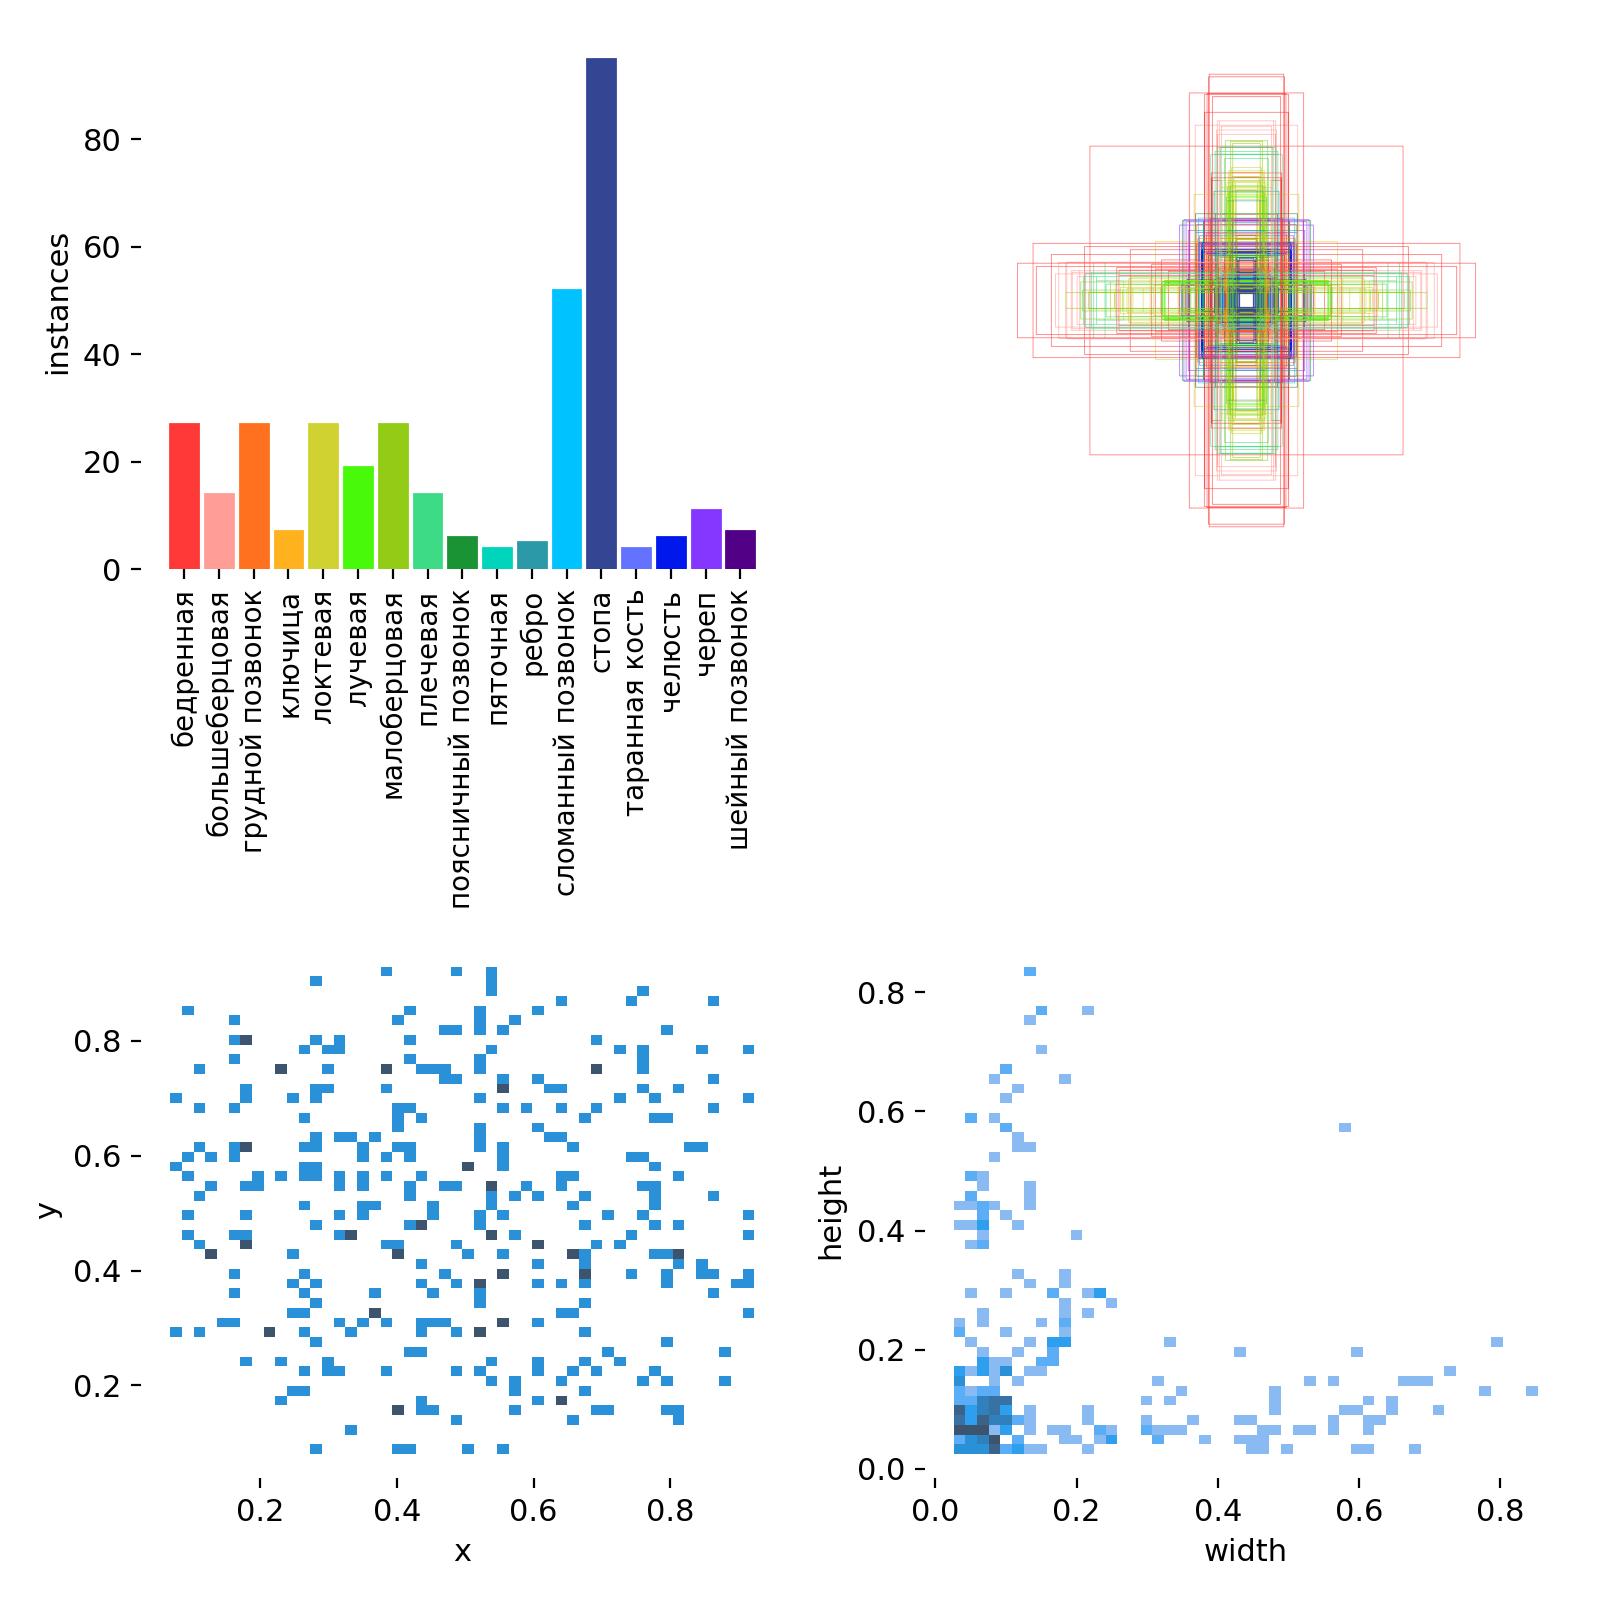 instances
80
60
40
20
0
бедренная
большеберцовая
грудной позвонок
ключица
локтевая
лучевая
малоберцовая
плечевая
поясничный позвонок
пяточная
ребро
сломанный позвонок
стопа
таранная кость
челюсть
череп
шейный позвонок
y
0.8
0.6
0.4
0.2
0.2
0.4
0.6
0.8
x
height
0.8
0.6
0.4
0.2
0.0
0.0
0.2
0.4
0.6
0.8
width